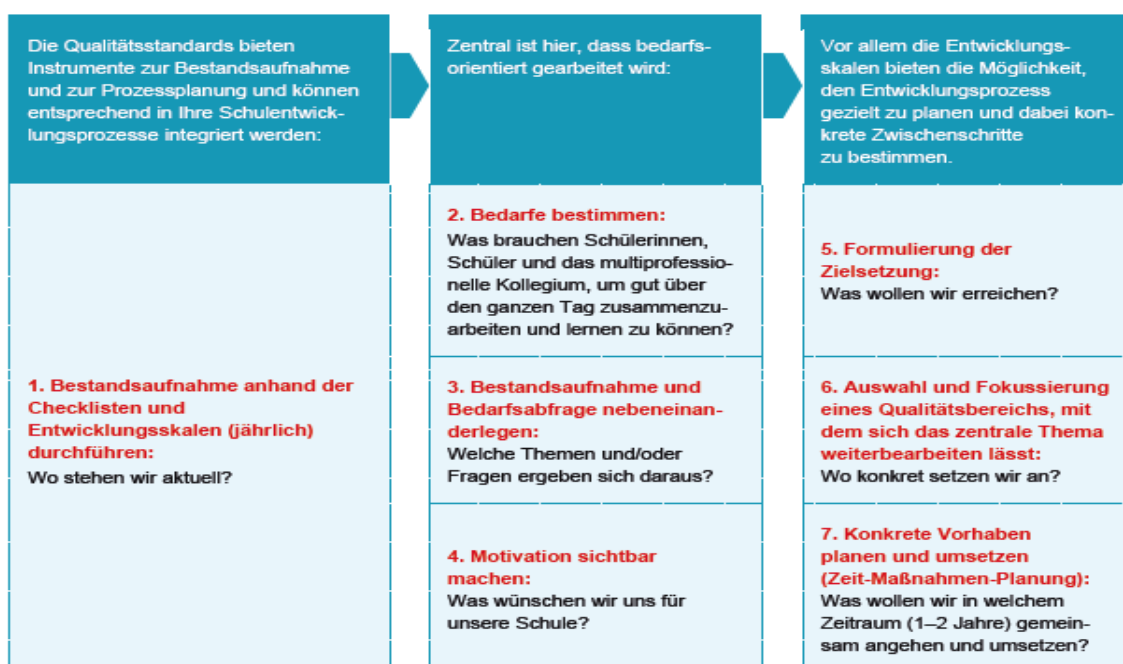 Die Qualitätsstandards bieten
Instrumente zur Bestandsaufnahme
und zur Prozessplanung und können
entsprechend in Ihre Schulentwick-
lungsprozesse integriert werden:
1. Bestandsaufnahme anhand der
Checklisten und
Entwicklungsskalen (jährlich)
durchführen:
Wo stehen wir aktuell?
Zentral ist hier, dass bedarfs-
orientiert gearbeitet wird:
2. Bedarfe bestimmen:
Was brauchen Schülerinnen,
Schüler und das multiprofessio-
nelle Kollegium, um gut über
den ganzen Tag zusammenzu-
arbeiten und lernen zu können?
3. Bestandsaufnahme und
Bedarfsabfrage nebeneinan-
derlegen:
Welche Themen und/oder
Fragen ergeben sich daraus?
4. Motivation sichtbar
machen:
Was wünschen wir uns für
unsere Schule?
Vor allem die Entwicklungs-
skalen bieten die Möglichkeit,
den Entwicklungsprozess
gezielt zu planen und dabei kon-
krete Zwischenschritte
zu bestimmen.
5. Formulierung der
Zielsetzung:
Was wollen wir erreichen?
6. Auswahl und Fokussierung
eines Qualitätsbereichs, mit
dem sich das zentrale Thema
weiterbearbeiten lässt:
Wo konkret setzen wir an?
7. Konkrete Vorhaben
planen und umsetzen
(Zeit-Maßnahmen-Planung):
Was wollen wir in welchem
Zeitraum (1–2 Jahre) gemein-
sam angehen und umsetzen?